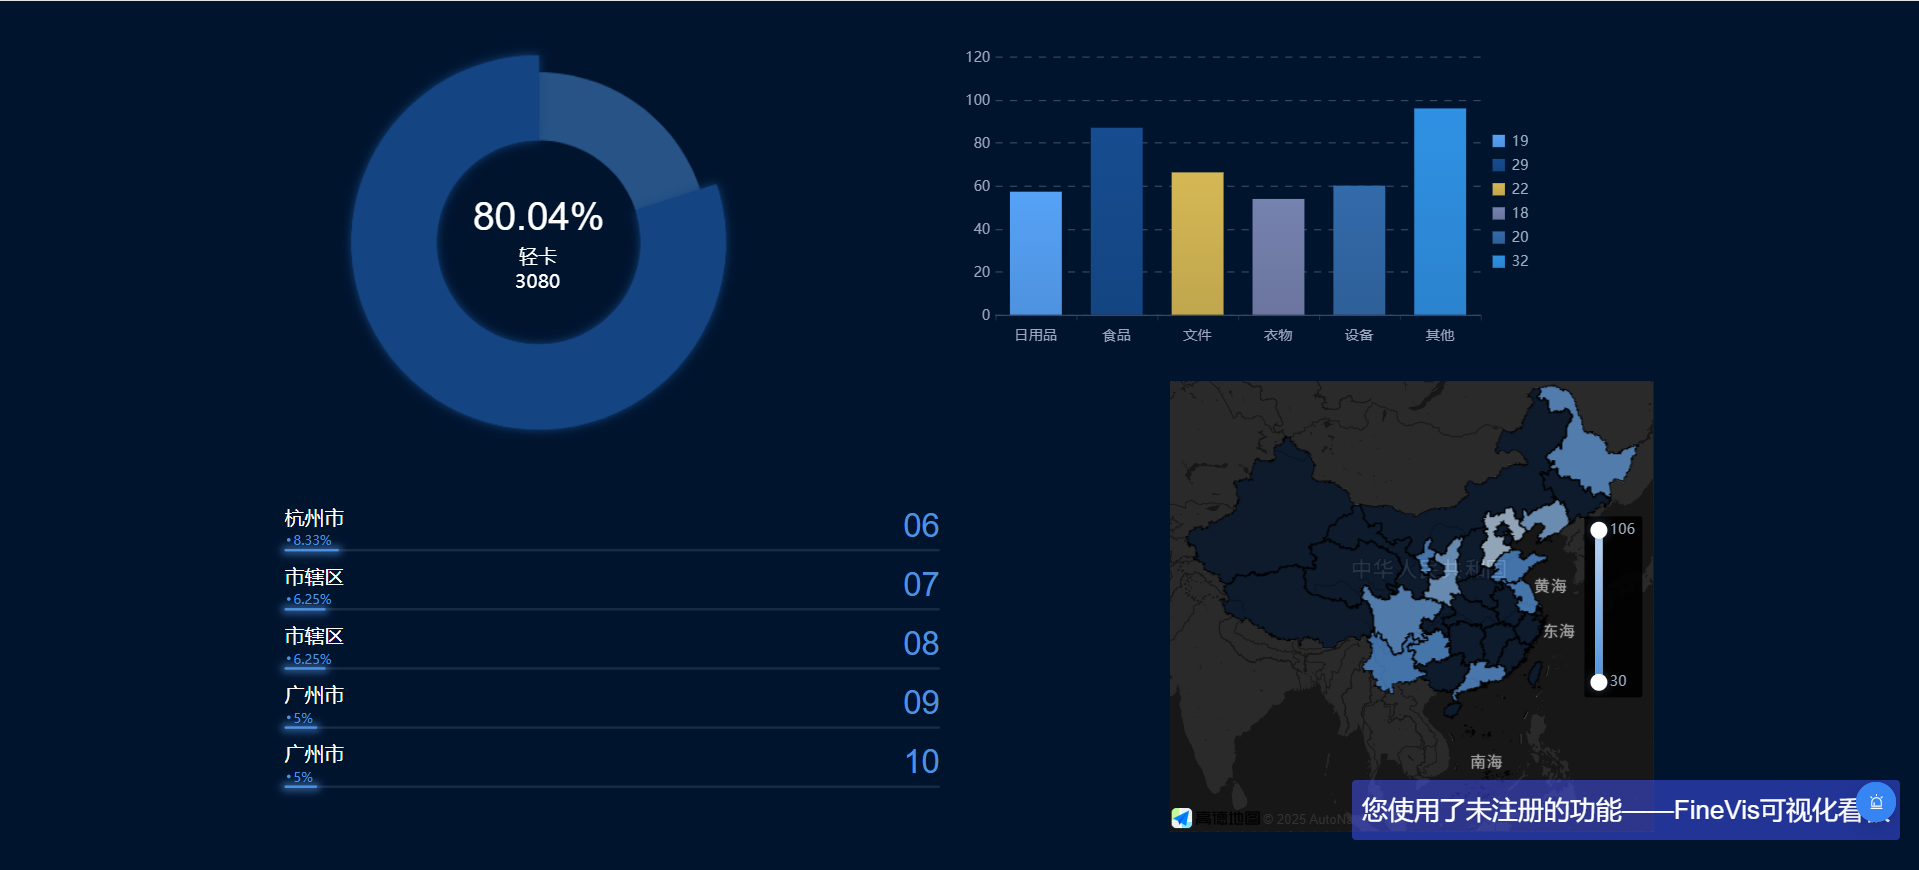 80.04%
轻卡
3080
120
100
80
60
40
20
0
日用品
食品
文件
衣物
设备
其他
19
29
22
18
20
32
杭州市
•8.33%
06
市辖区
•6.25%
07
市辖区
•6.25%
08
广州市
•5%
09
广州市
•5%
10
中华人民共和国
黄海
东海
南海
106
30
高德地图 © 2025 AutoN
您使用了未注册的功能——FineVis可视化看